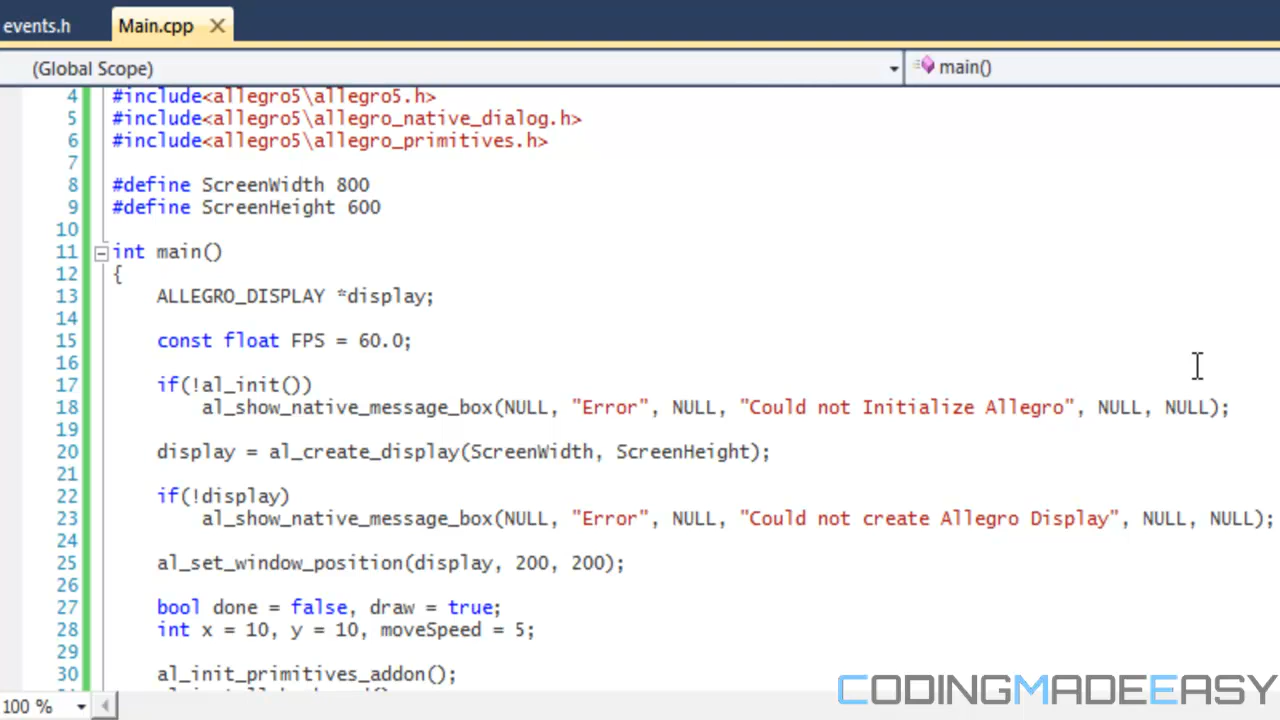 events.h Main.cpp
(Global Scope) main()
4 #include<allegro5\allegro5.h>
5 #include<allegro5\allegro_native_dialog.h>
6 #include<allegro5\allegro_primitives.h>
7
8 #define ScreenWidth 800
9 #define ScreenHeight 600
10
11 int main()
12 {
13 ALLEGRO_DISPLAY *display;
14
15 const float FPS = 60.0;
16
17 if(!al_init())
18 al_show_native_message_box(NULL, "Error", NULL, "Could not Initialize Allegro", NULL, NULL);
19
20 display = al_create_display(ScreenWidth, ScreenHeight);
21
22 if(!display)
23 al_show_native_message_box(NULL, "Error", NULL, "Could not create Allegro Display", NULL, NULL);
24
25 al_set_window_position(display, 200, 200);
26
27 bool done = false, draw = true;
28 int x = 10, y = 10, moveSpeed = 5;
29
30 al_init_primitives_addon();
100 %
CODINGMADEEASY